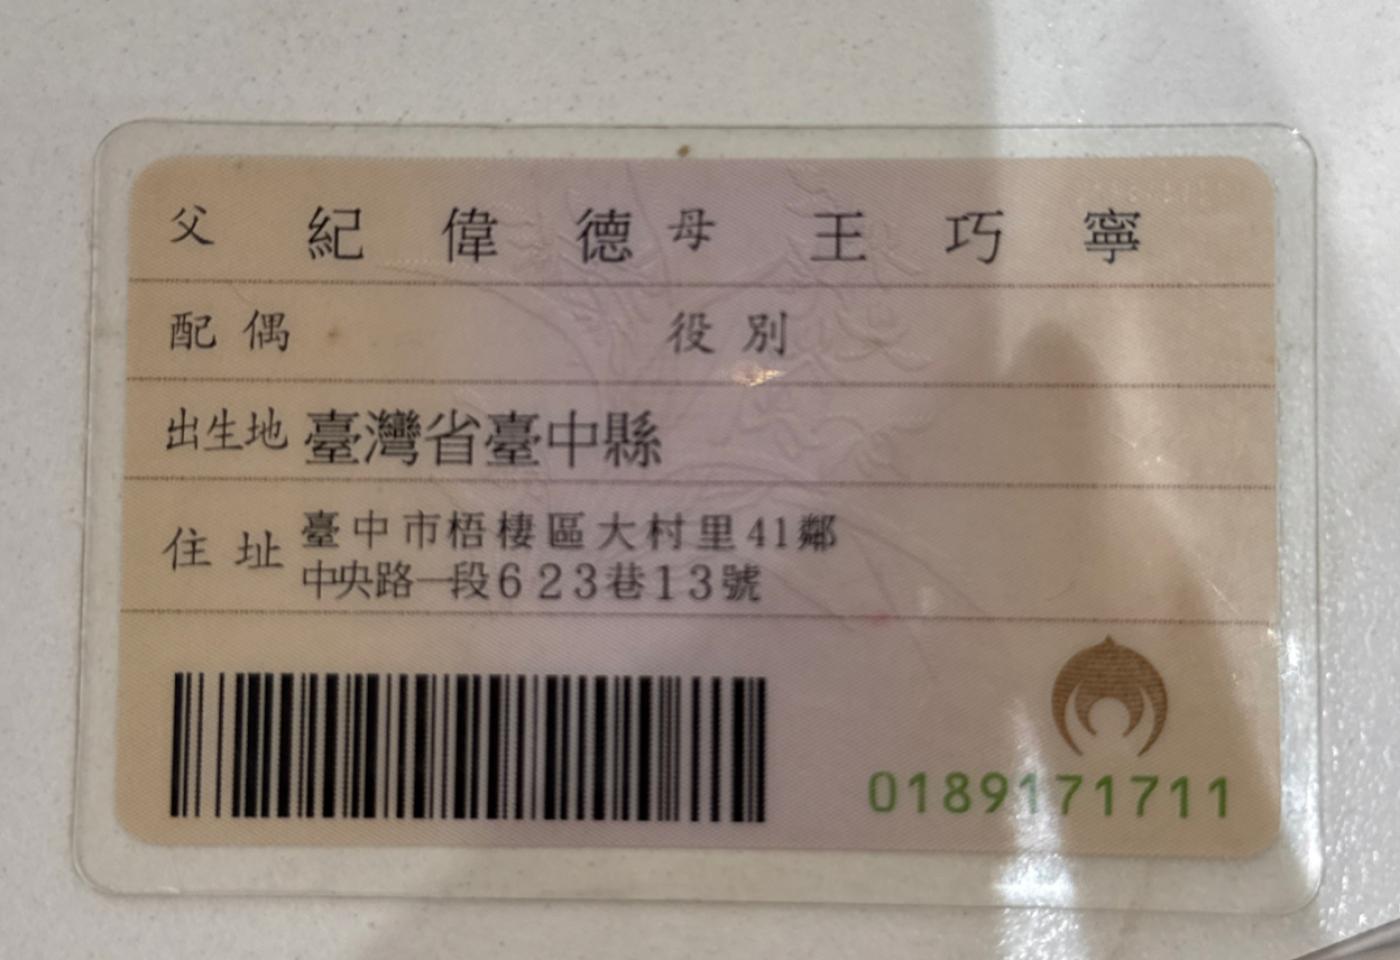 父 紀偉德 母 王巧寧
配偶 役別
出生地 臺灣省臺中縣
住址 臺中市梧棲區大村里41鄰
中央路一段623巷13號
0189171711